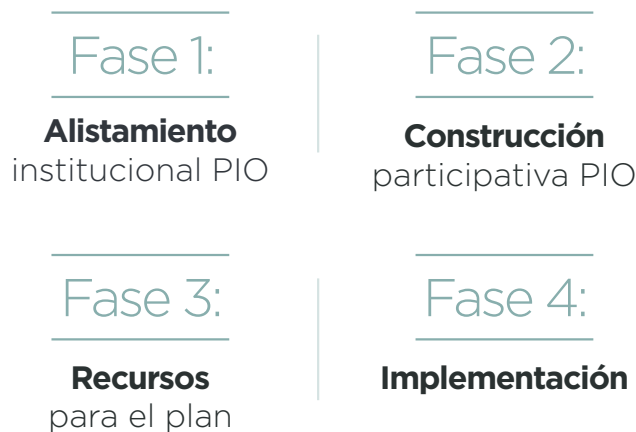 Fase 1:
Alistamiento
institucional PIO
Fase 2:
Construcción
participativa PIO
Fase 3:
Recursos
para el plan
Fase 4:
Implementación